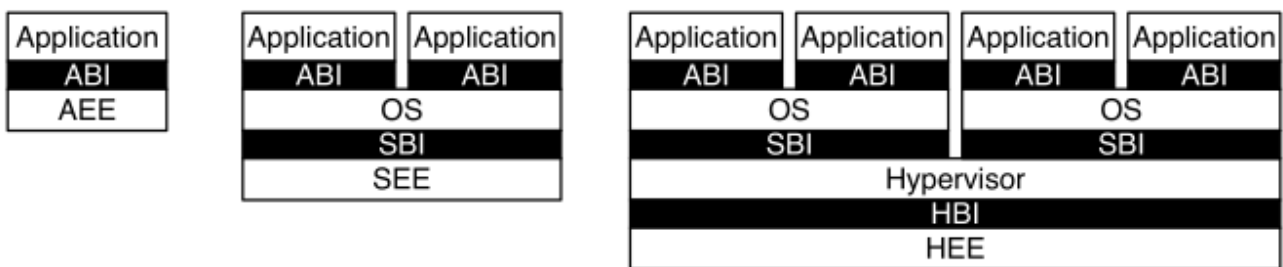 Application
ABI
AEE
Application Application
ABI ABI
OS
SBI
SEE
Application Application Application Application
ABI ABI ABI ABI
OS OS
SBI SBI
Hypervisor
HBI
HEE